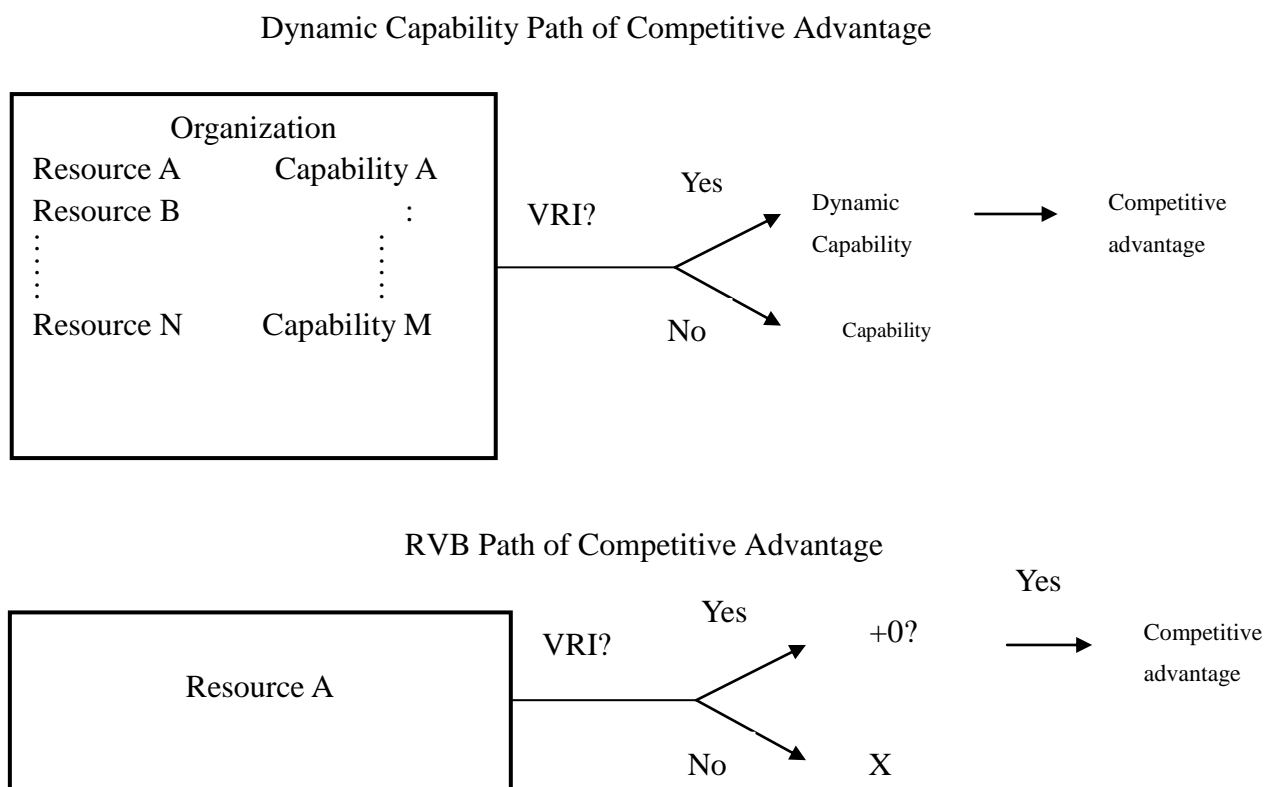 Dynamic Capability Path of Competitive Advantage
Organization
Resource A Capability A
Resource B :
Resource N Capability M
VRI?
Yes
No
Dynamic
Capability
Capability
Competitive
advantage
RVB Path of Competitive Advantage
Resource A
VRI?
Yes
No
+0?
X
Yes
Competitive
advantage